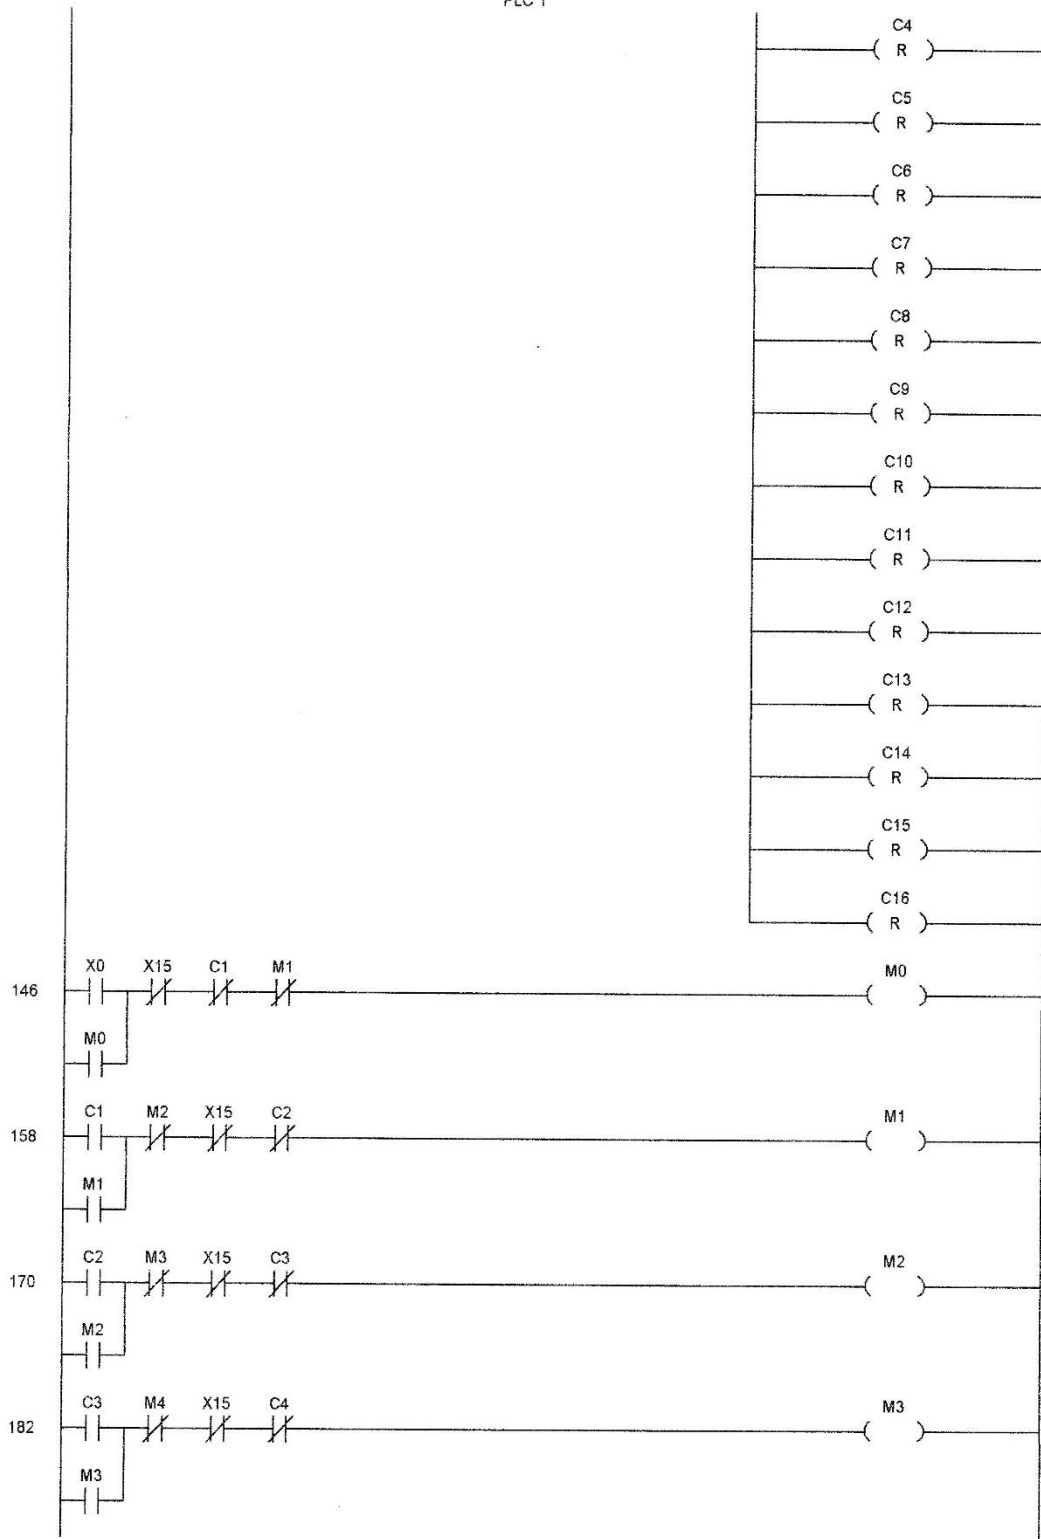 PLC 1
C4
R
C5
R
C6
R
C7
R
C8
R
C9
R
C10
R
C11
R
C12
R
C13
R
C14
R
C15
R
C16
R
X0 X15 C1 M1 M0
146
M0
C1 M2 X15 C2 M1
158
M1
C2 M3 X15 C3 M2
170
M2
C3 M4 X15 C4 M3
182
M3